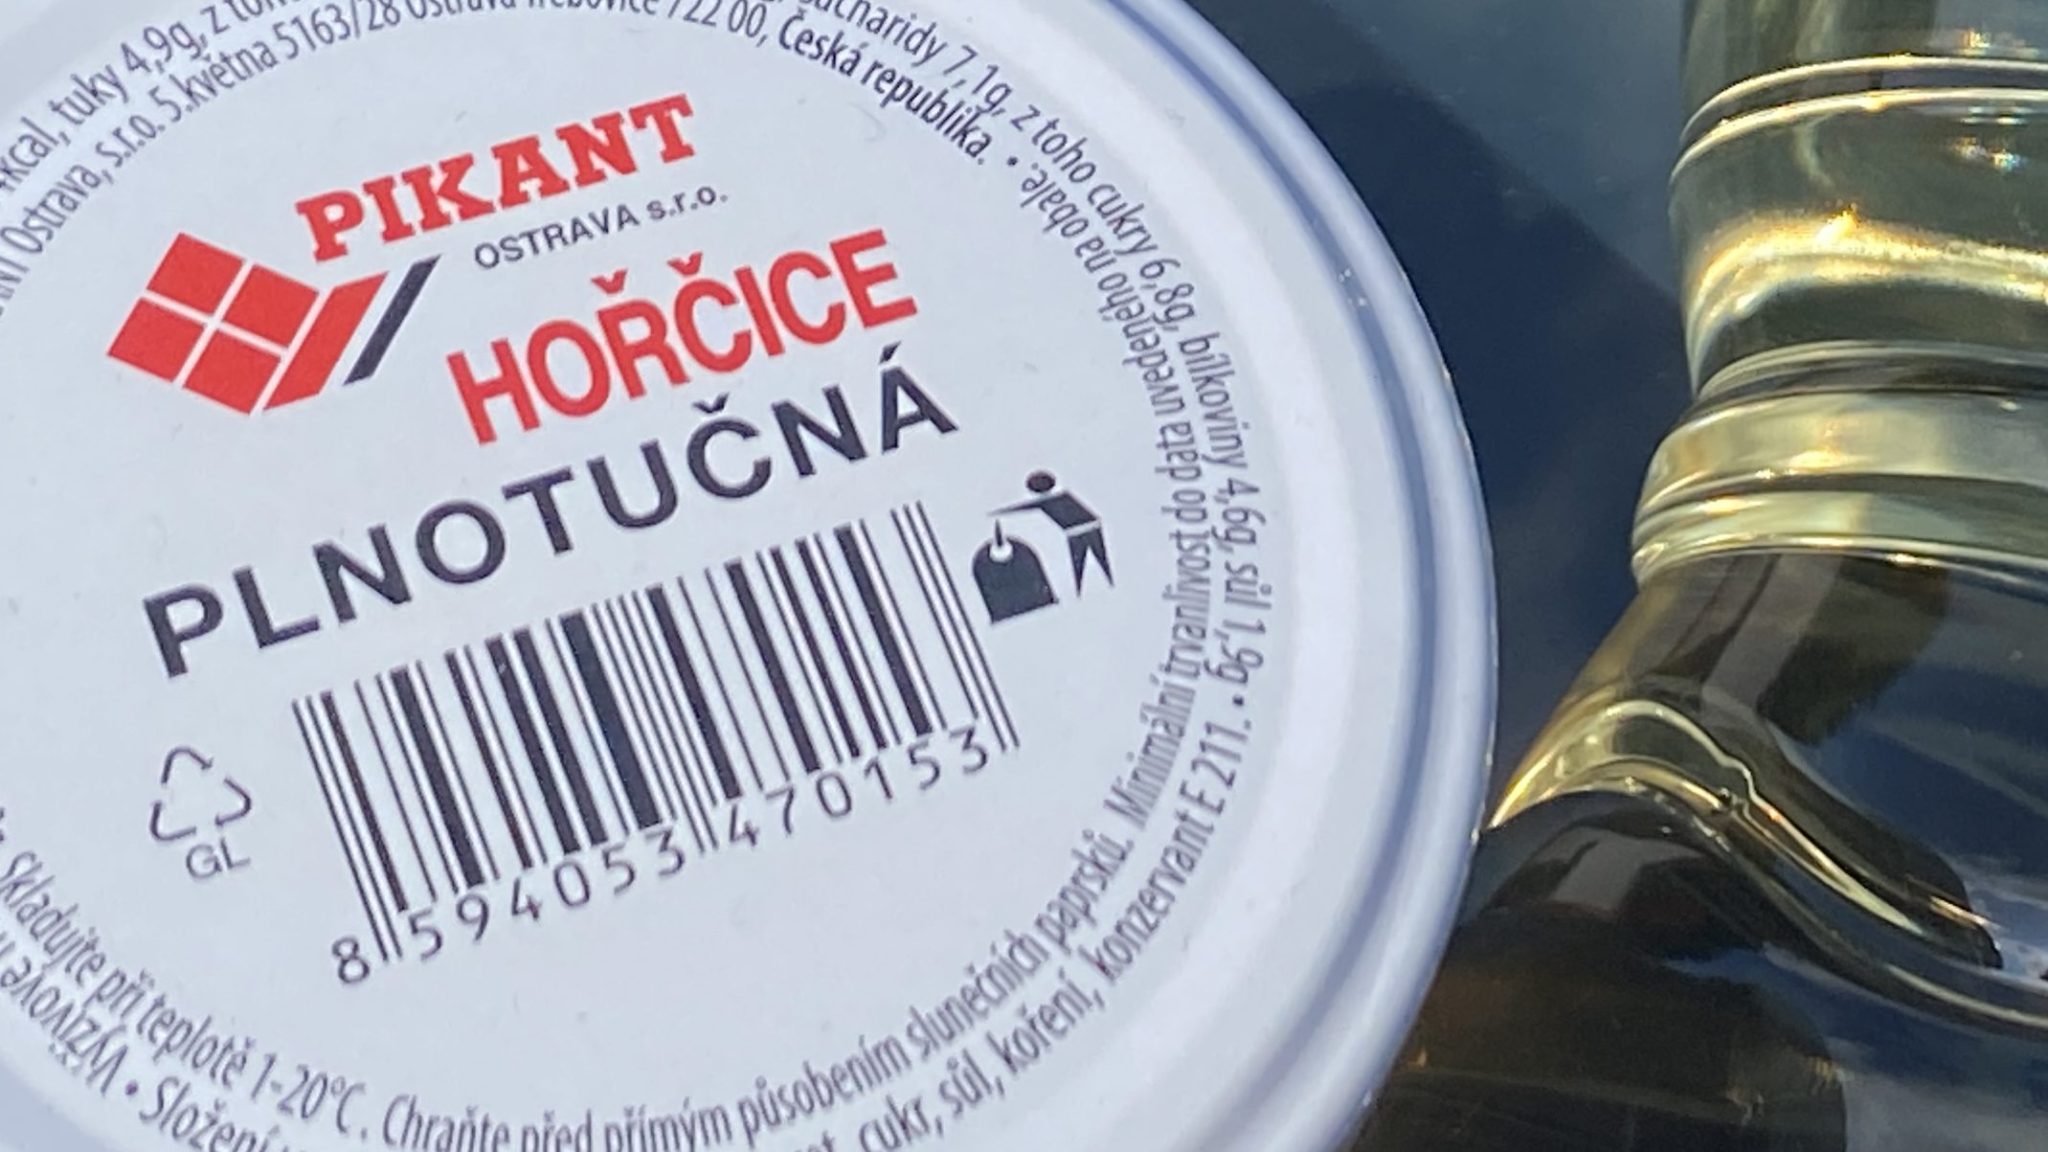 kcal, tuky 4,9g, z
charidy 7,1g, z toho cukry 6,8g, bílkoviny 4,6g, sůl 1,9g. •
Ostrava, s.r.o. 5.května 5163/28 Ostrava 722 00, Česká republika. •
PIKANT
OSTRAVA s.r.o.
HOŘČICE
PLNOTUČNÁ
8 594053 470153
GL
Skladujte při teplotě 1-20°C. Chraňte před přímým působením slunečních paprsků. Minimální trvanlivost do data uvedeného na obale.
Výživové
• Složení
cukr, sůl, koření, konzervant E 211.